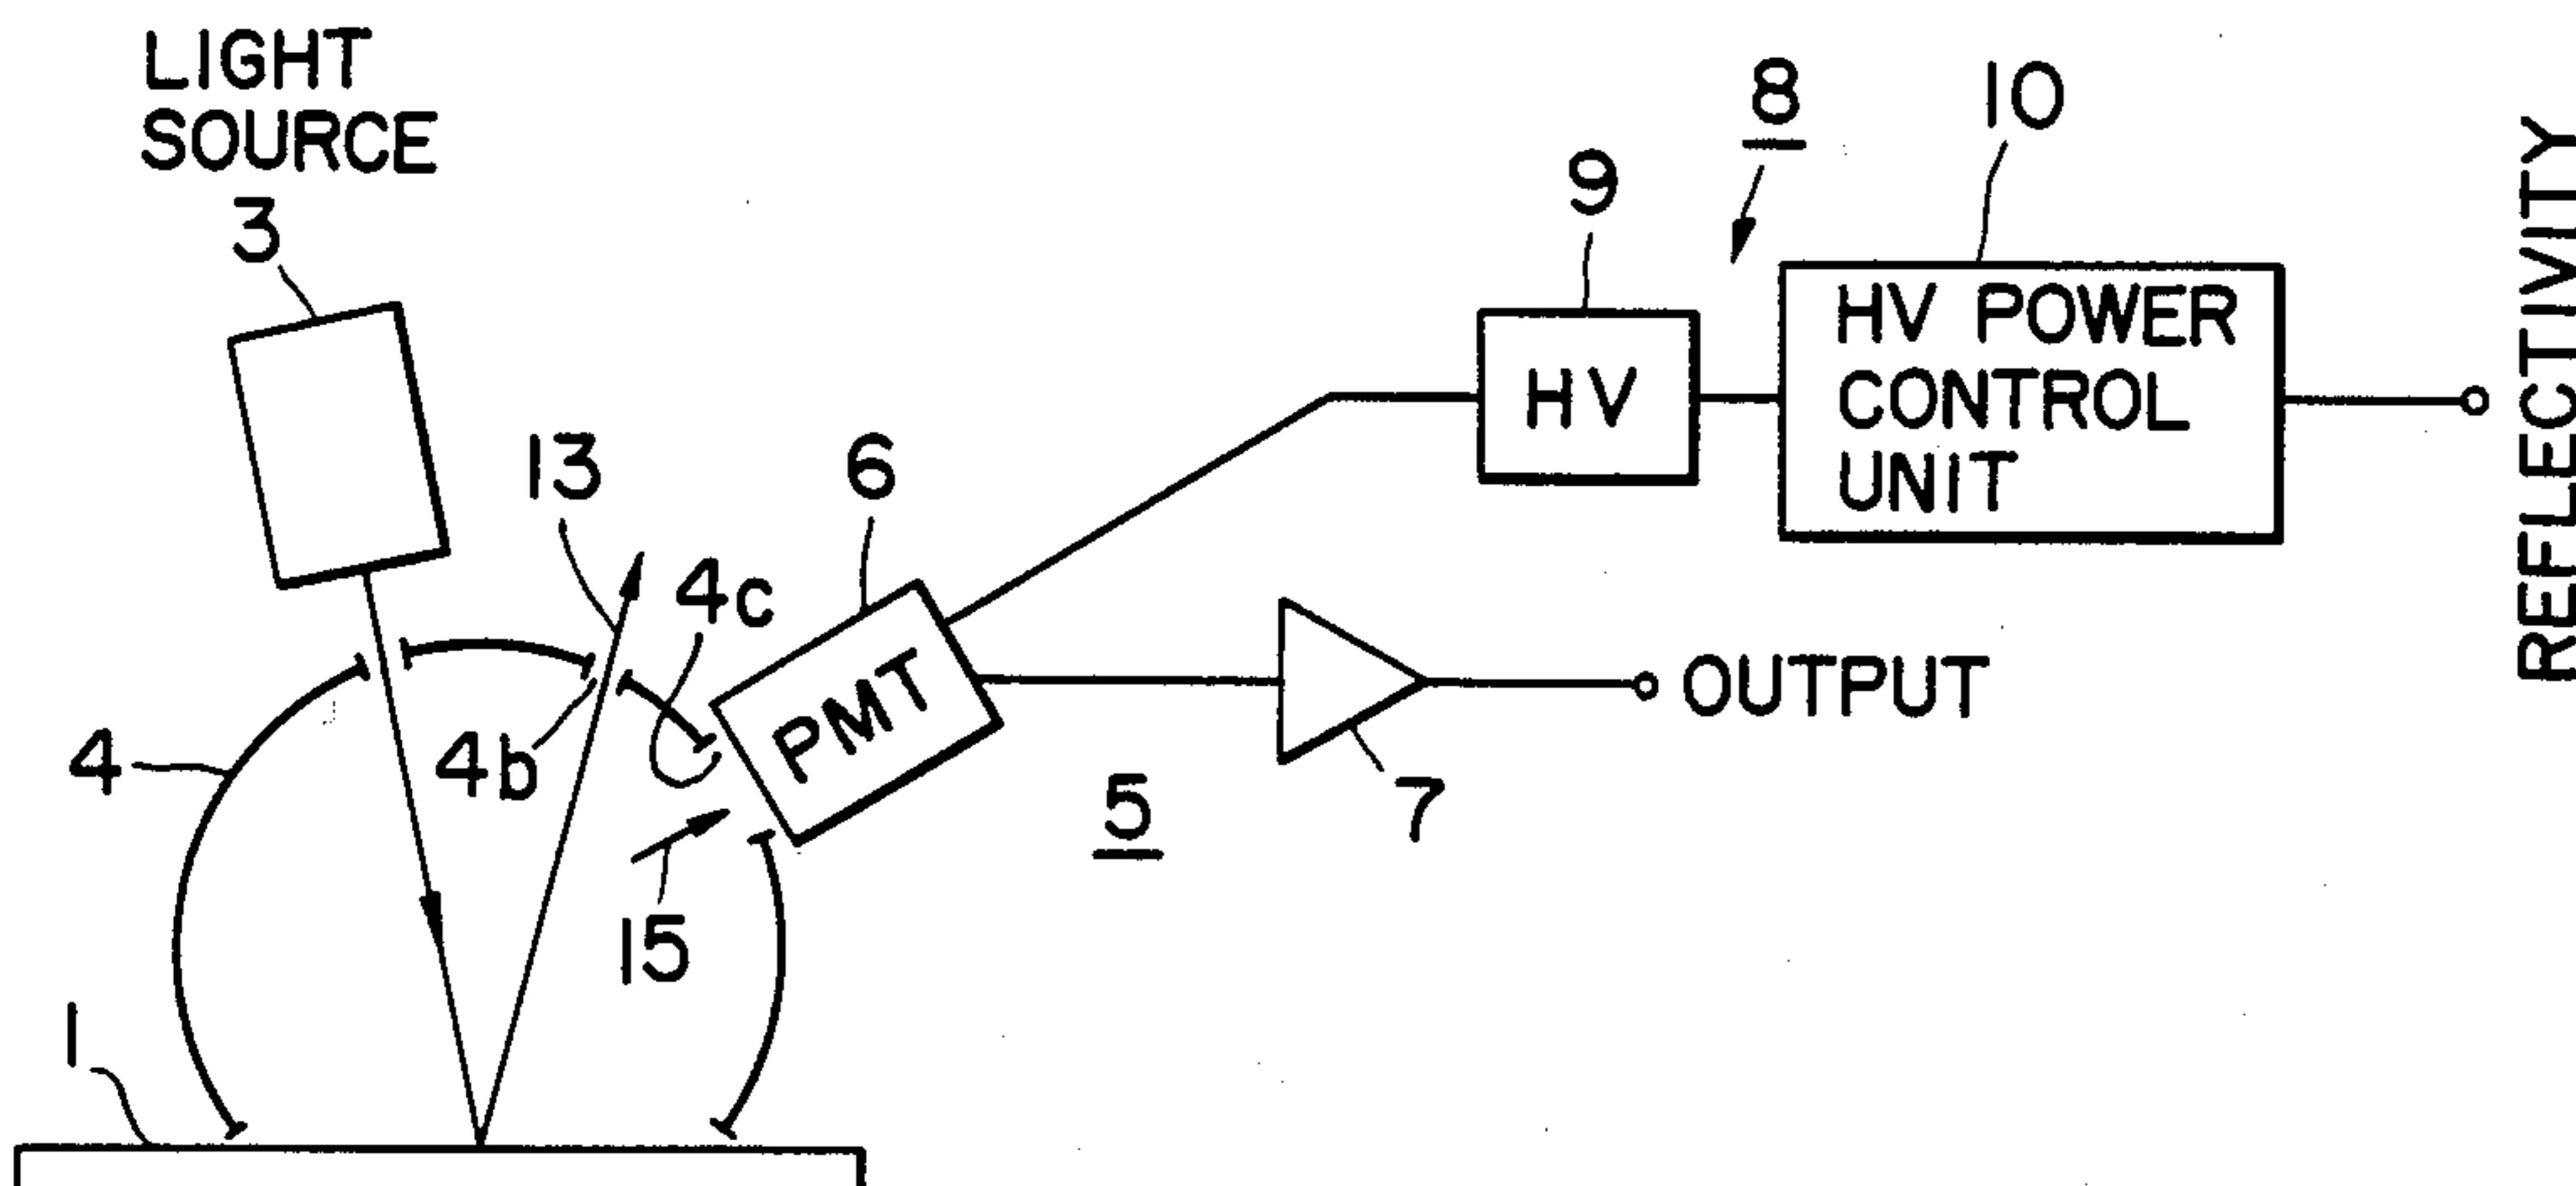 LIGHT
SOURCE
3
8
10
9
HV POWER
CONTROL
UNIT
HV
REFLECTIVITY
13
6
4c
PMT
OUTPUT
4
4b
5
7
15
1